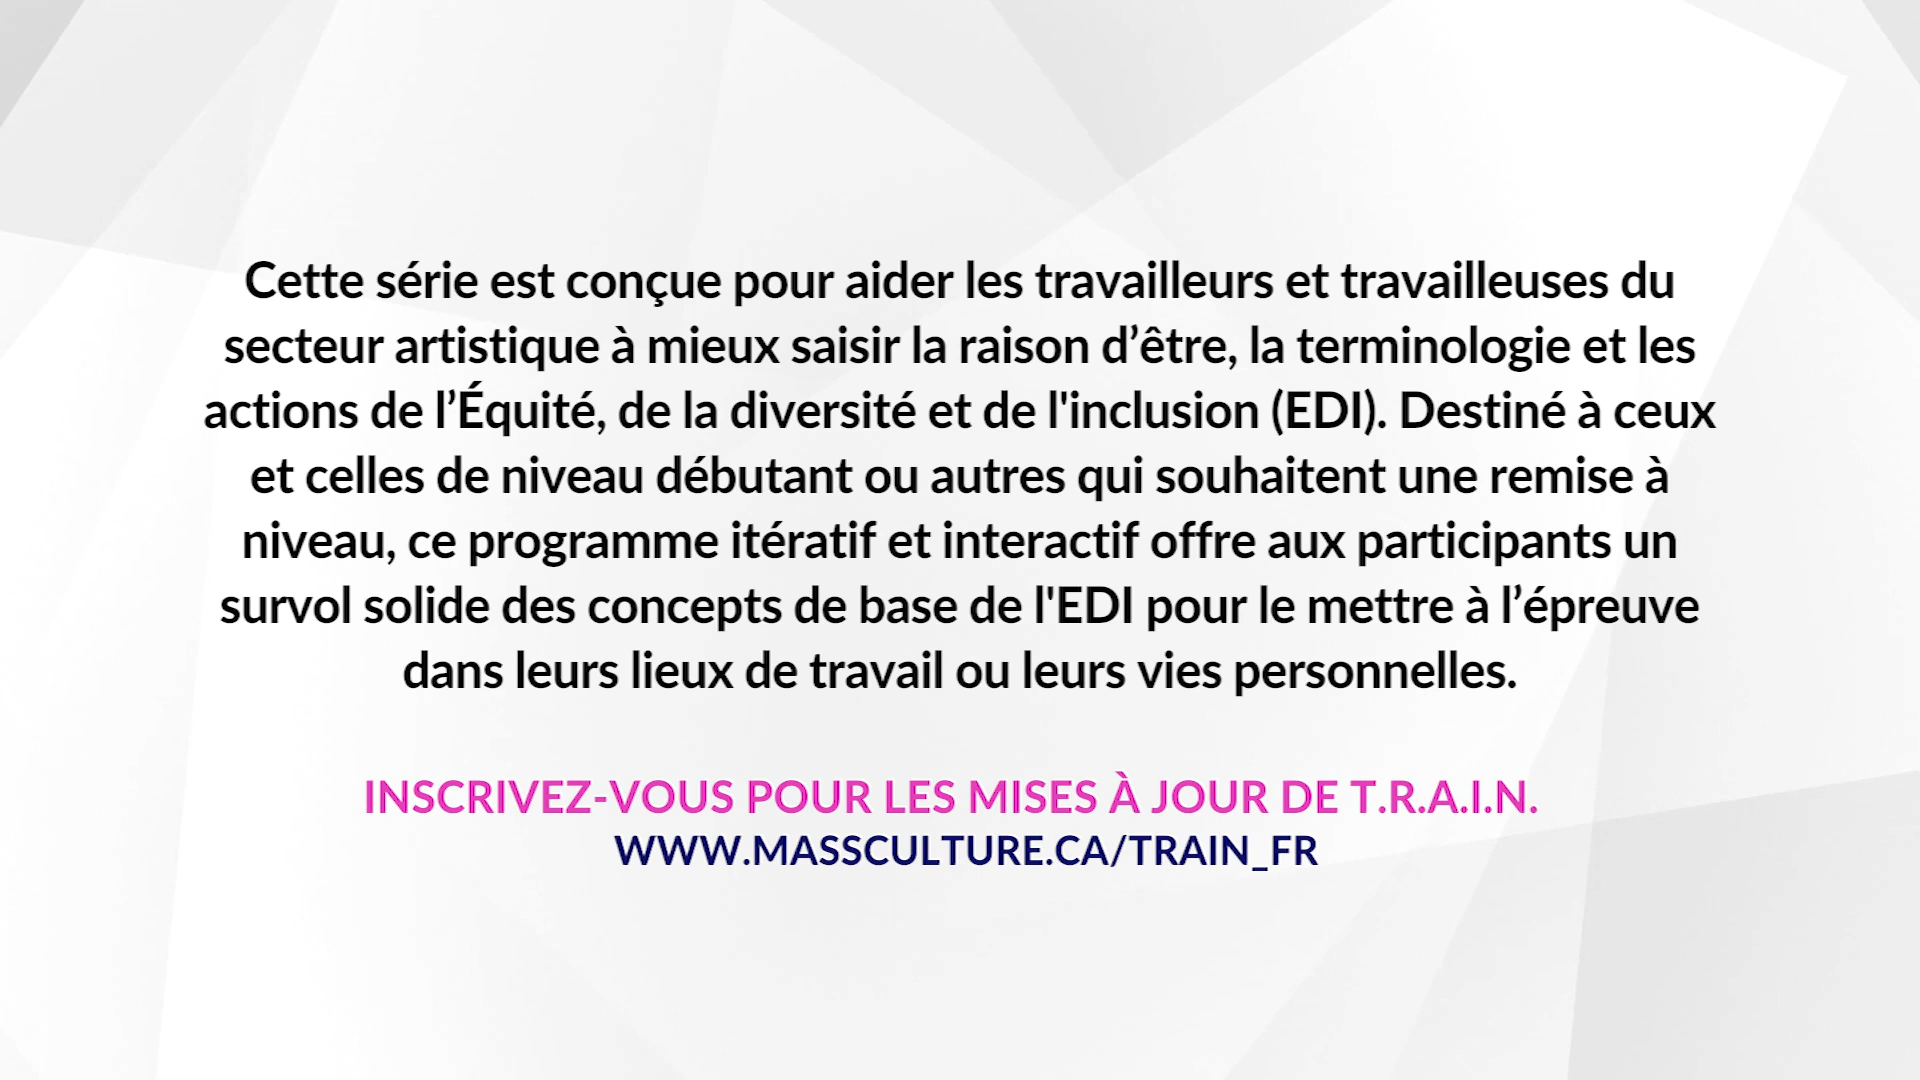 Cette série est conçue pour aider les travailleurs et travailleuses du
secteur artistique à mieux saisir la raison d’être, la terminologie et les
actions de l’Équité, de la diversité et de l'inclusion (EDI). Destiné à ceux
et celles de niveau débutant ou autres qui souhaitent une remise à
niveau, ce programme itératif et interactif offre aux participants un
survol solide des concepts de base de l'EDI pour le mettre à l’épreuve
dans leurs lieux de travail ou leurs vies personnelles.
INSCRIVEZ-VOUS POUR LES MISES À JOUR DE T.R.A.I.N.
WWW.MASSCULTURE.CA/TRAIN_FR